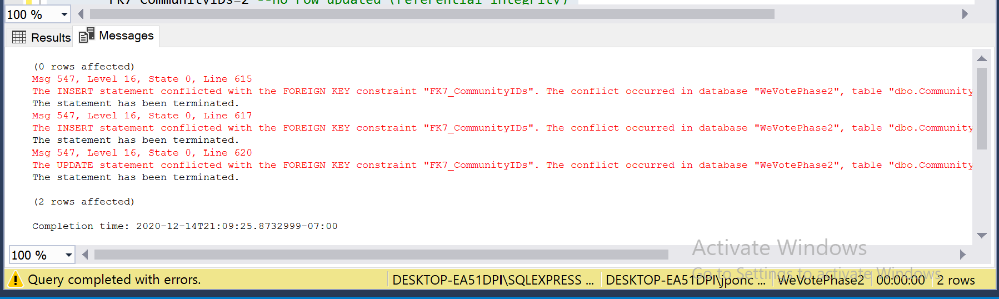 FK7_CommunityIDs=2 --no row updated (referential integrity)
100 %
Results
Messages
(0 rows affected)
Msg 547, Level 16, State 0, Line 615
The INSERT statement conflicted with the FOREIGN KEY constraint "FK7_CommunityIDs". The conflict occurred in database "WeVotePhase2", table "dbo.Community
The statement has been terminated.
Msg 547, Level 16, State 0, Line 617
The INSERT statement conflicted with the FOREIGN KEY constraint "FK7_CommunityIDs". The conflict occurred in database "WeVotePhase2", table "dbo.Community
The statement has been terminated.
Msg 547, Level 16, State 0, Line 620
The UPDATE statement conflicted with the FOREIGN KEY constraint "FK7_CommunityIDs". The conflict occurred in database "WeVotePhase2", table "dbo.Community
The statement has been terminated.
(2 rows affected)
Completion time: 2020-12-14T21:09:25.8732999-07:00
Activate Windows
100 %
Go to Settings to activate Windows.
Query completed with errors.
DESKTOP-EA51DPI\SQLEXPRESS ...
DESKTOP-EA51DPI\jponc ...
WeVotePhase2
00:00:00
2 rows